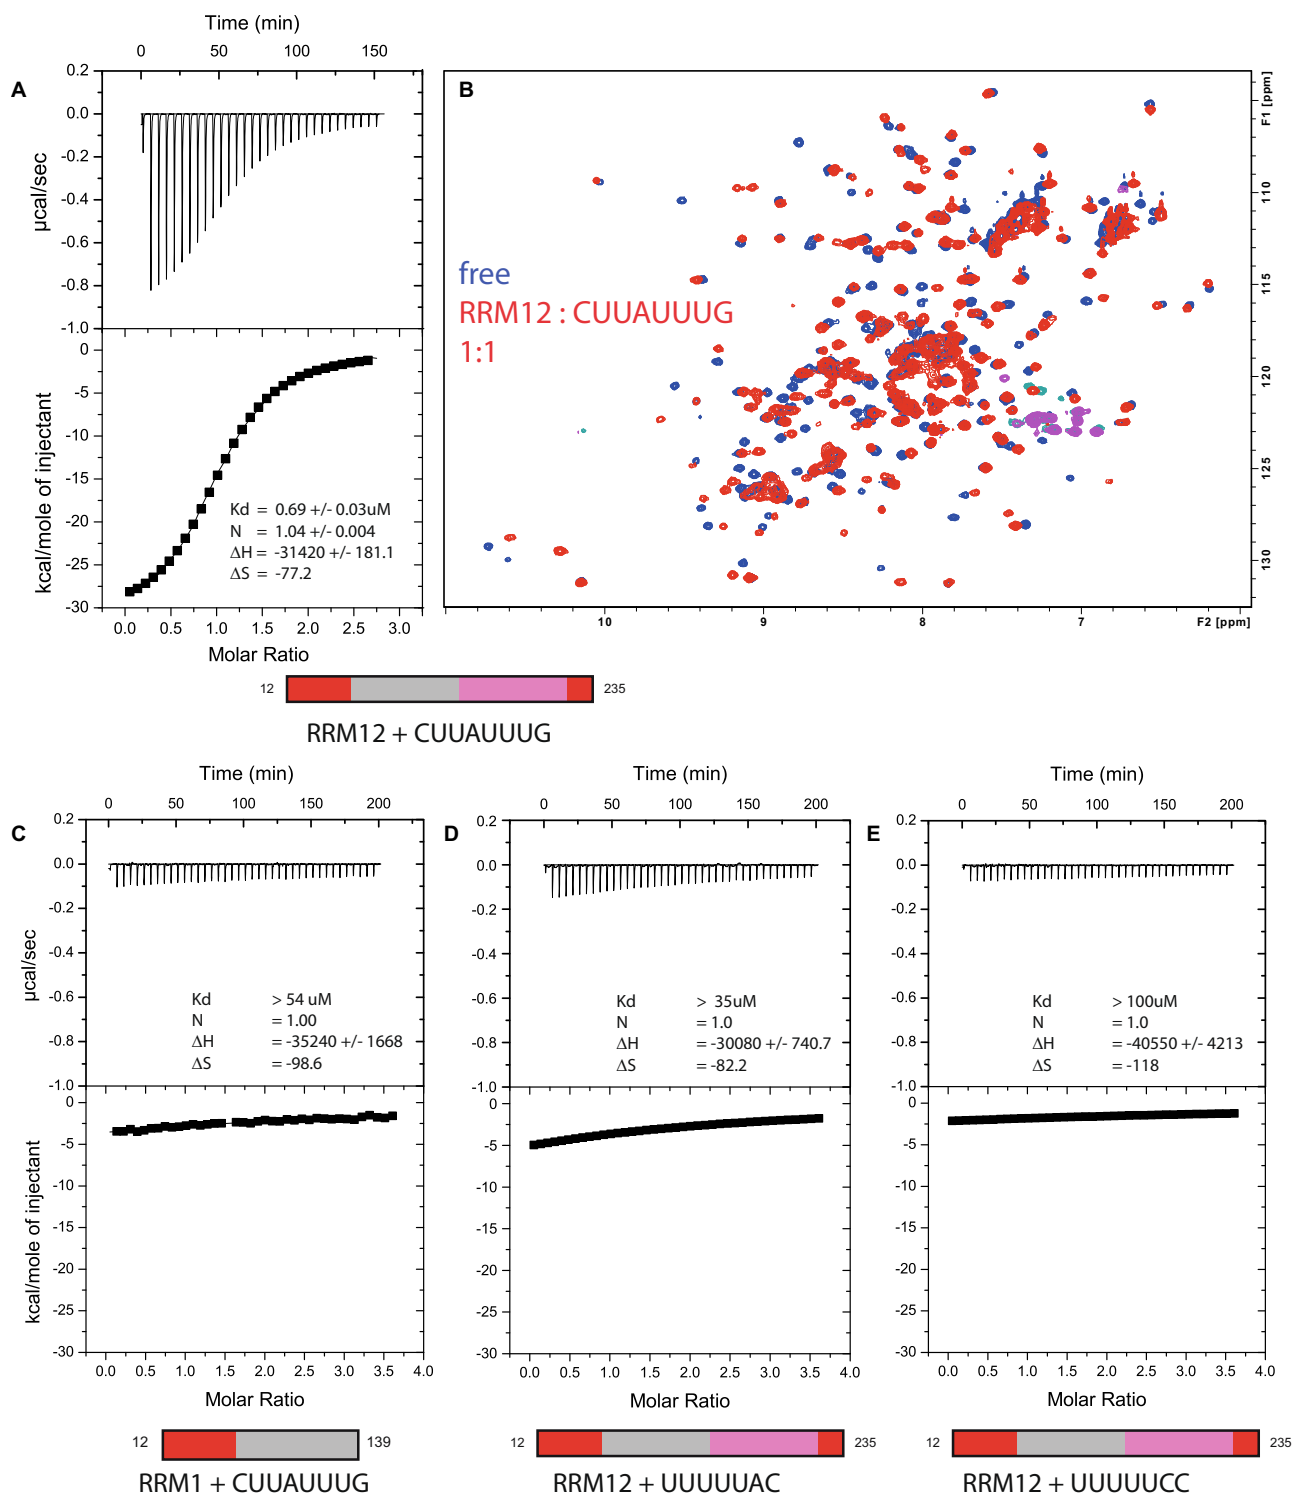 Time (min)
0 50 100 150
A
0.2
0.0
-0.2
-0.4
-0.6
-0.8
-1.0
µcal/sec
0
-5
-10
-15
-20
-25
-30
kcal/mole of injectant
Kd = 0.69 +/- 0.03uM
N = 1.04 +/- 0.004
ΔH = -31420 +/- 181.1
ΔS = -77.2
0.0 0.5 1.0 1.5 2.0 2.5 3.0
Molar Ratio
B
free
RRM12 : CUUAUUUG
1:1
F1 [ppm]
110
115
120
125
130
10 9 8 7 F2 [ppm]
12 235
RRM12 + CUUAUUUG
Time (min)
0 50 100 150 200
C
0.2
0.0
-0.2
-0.4
-0.6
-0.8
-1.0
µcal/sec
Kd > 54 uM
N = 1.00
ΔH = -35240 +/- 1668
ΔS = -98.6
0
-5
-10
-15
-20
-25
-30
kcal/mole of injectant
0.0 0.5 1.0 1.5 2.0 2.5 3.0 3.5 4.0
Molar Ratio
12 139
RRM1 + CUUAUUUG
Time (min)
0 50 100 150 200
D
0.2
0.0
-0.2
-0.4
-0.6
-0.8
-1.0
Kd > 35uM
N = 1.0
ΔH = -30080 +/- 740.7
ΔS = -82.2
0
-5
-10
-15
-20
-25
-30
0.0 0.5 1.0 1.5 2.0 2.5 3.0 3.5 4.0
Molar Ratio
12 235
RRM12 + UUUUUAC
Time (min)
0 50 100 150 200
E
0.2
0.0
-0.2
-0.4
-0.6
-0.8
-1.0
Kd > 100uM
N = 1.0
ΔH = -40550 +/- 4213
ΔS = -118
0
-5
-10
-15
-20
-25
-30
0.0 0.5 1.0 1.5 2.0 2.5 3.0 3.5 4.0
Molar Ratio
12 235
RRM12 + UUUUUCC